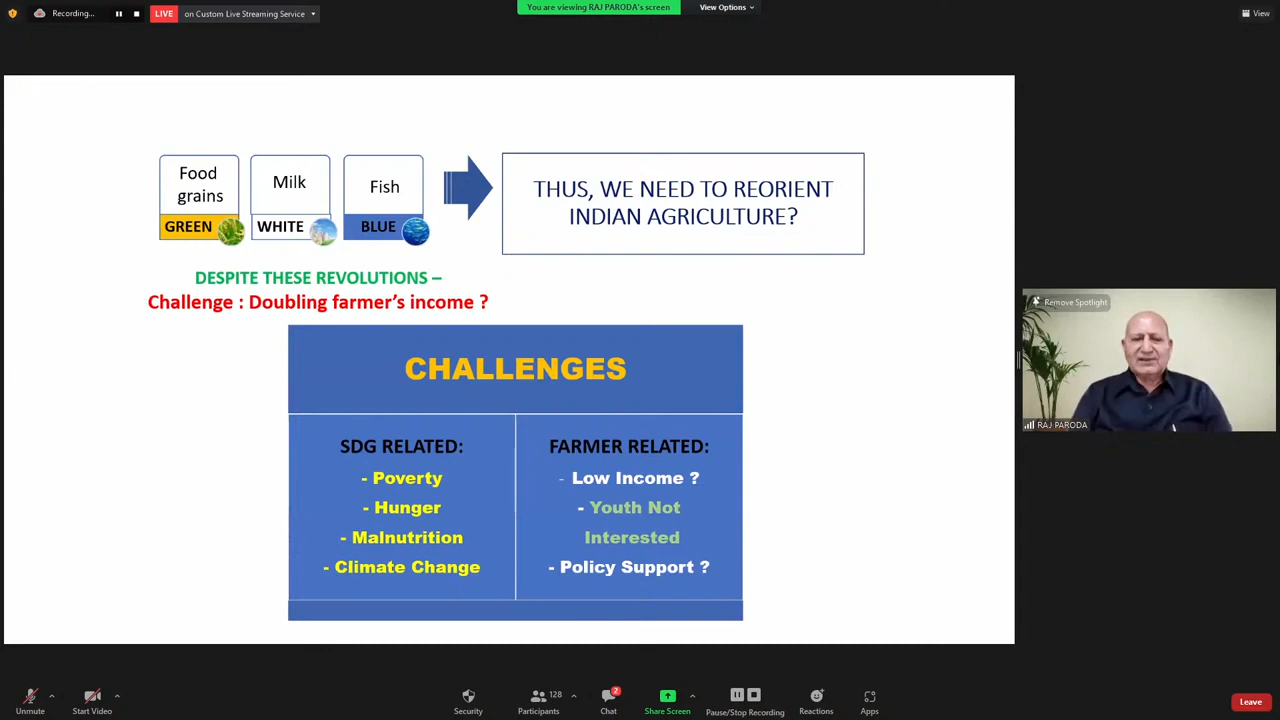 Recording...
LIVE
on Custom Live Streaming Service
You are viewing RAJ PARODA's screen
View Options
View
Food
grains
GREEN
Milk
WHITE
Fish
BLUE
THUS, WE NEED TO REORIENT
INDIAN AGRICULTURE?
DESPITE THESE REVOLUTIONS –
Challenge : Doubling farmer's income ?
CHALLENGES
SDG RELATED:
- Poverty
- Hunger
- Malnutrition
- Climate Change
FARMER RELATED:
- Low Income ?
- Youth Not
Interested
- Policy Support ?
Remove Spotlight
RAJ PARODA
Unmute
Start Video
Security
Participants
128
Chat
2
Share Screen
Pause/Stop Recording
Reactions
Apps
Leave